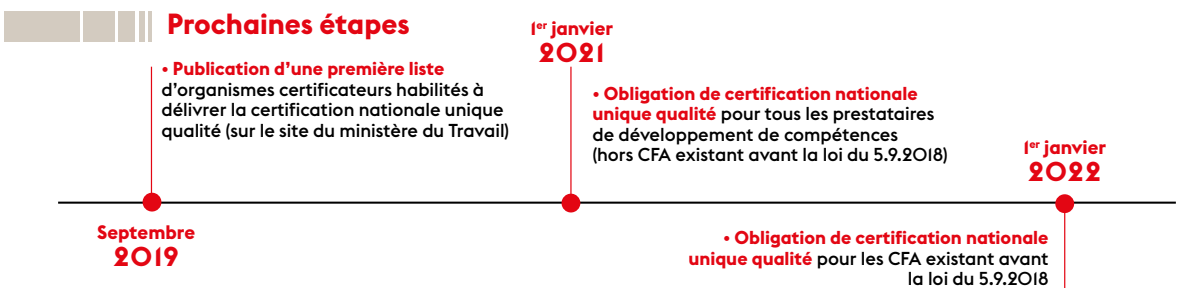 Prochaines étapes
• Publication d’une première liste
d’organismes certificateurs habilités à
délivrer la certification nationale unique
qualité (sur le site du ministère du Travail)
Septembre
2019
1er janvier
2021
• Obligation de certification nationale
unique qualité pour tous les prestataires
de développement de compétences
(hors CFA existant avant la loi du 5.9.2018)
1er janvier
2022
• Obligation de certification nationale
unique qualité pour les CFA existant avant
la loi du 5.9.2018